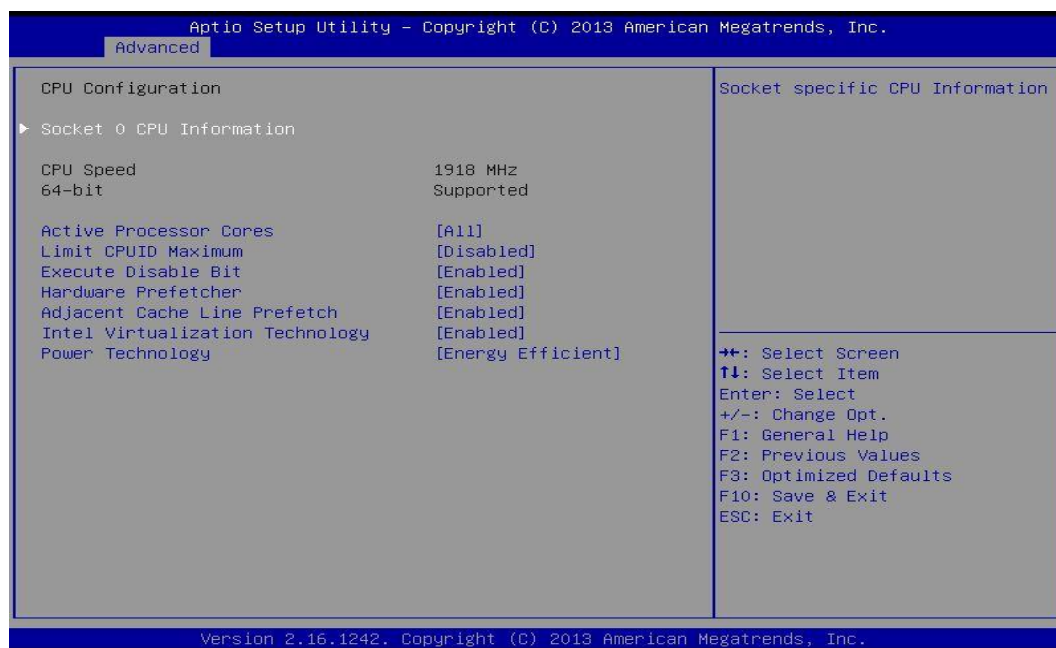 Aptio Setup Utility – Copyright (C) 2013 American Megatrends, Inc.
Advanced
CPU Configuration
▶ Socket 0 CPU Information
CPU Speed 1918 MHz
64-bit Supported
Active Processor Cores [All]
Limit CPUID Maximum [Disabled]
Execute Disable Bit [Enabled]
Hardware Prefetcher [Enabled]
Adjacent Cache Line Prefetch [Enabled]
Intel Virtualization Technology [Enabled]
Power Technology [Energy Efficient]
Socket specific CPU Information
→←: Select Screen
↑↓: Select Item
Enter: Select
+/-: Change Opt.
F1: General Help
F2: Previous Values
F3: Optimized Defaults
F10: Save & Exit
ESC: Exit
Version 2.16.1242. Copyright (C) 2013 American Megatrends, Inc.